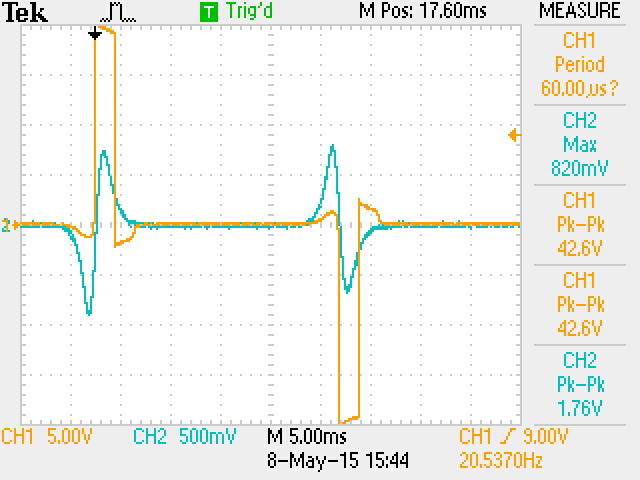 Tek T Trig'd M Pos: 17.60ms MEASURE
CH1
Period
60.00µs?
CH2
Max
820mV
CH1
Pk-Pk
42.6V
CH1
Pk-Pk
42.6V
CH2
Pk-Pk
1.76V
CH1 5.00V CH2 500mV M 5.00ms CH1 9.00V
8-May-15 15:44 20.5370Hz